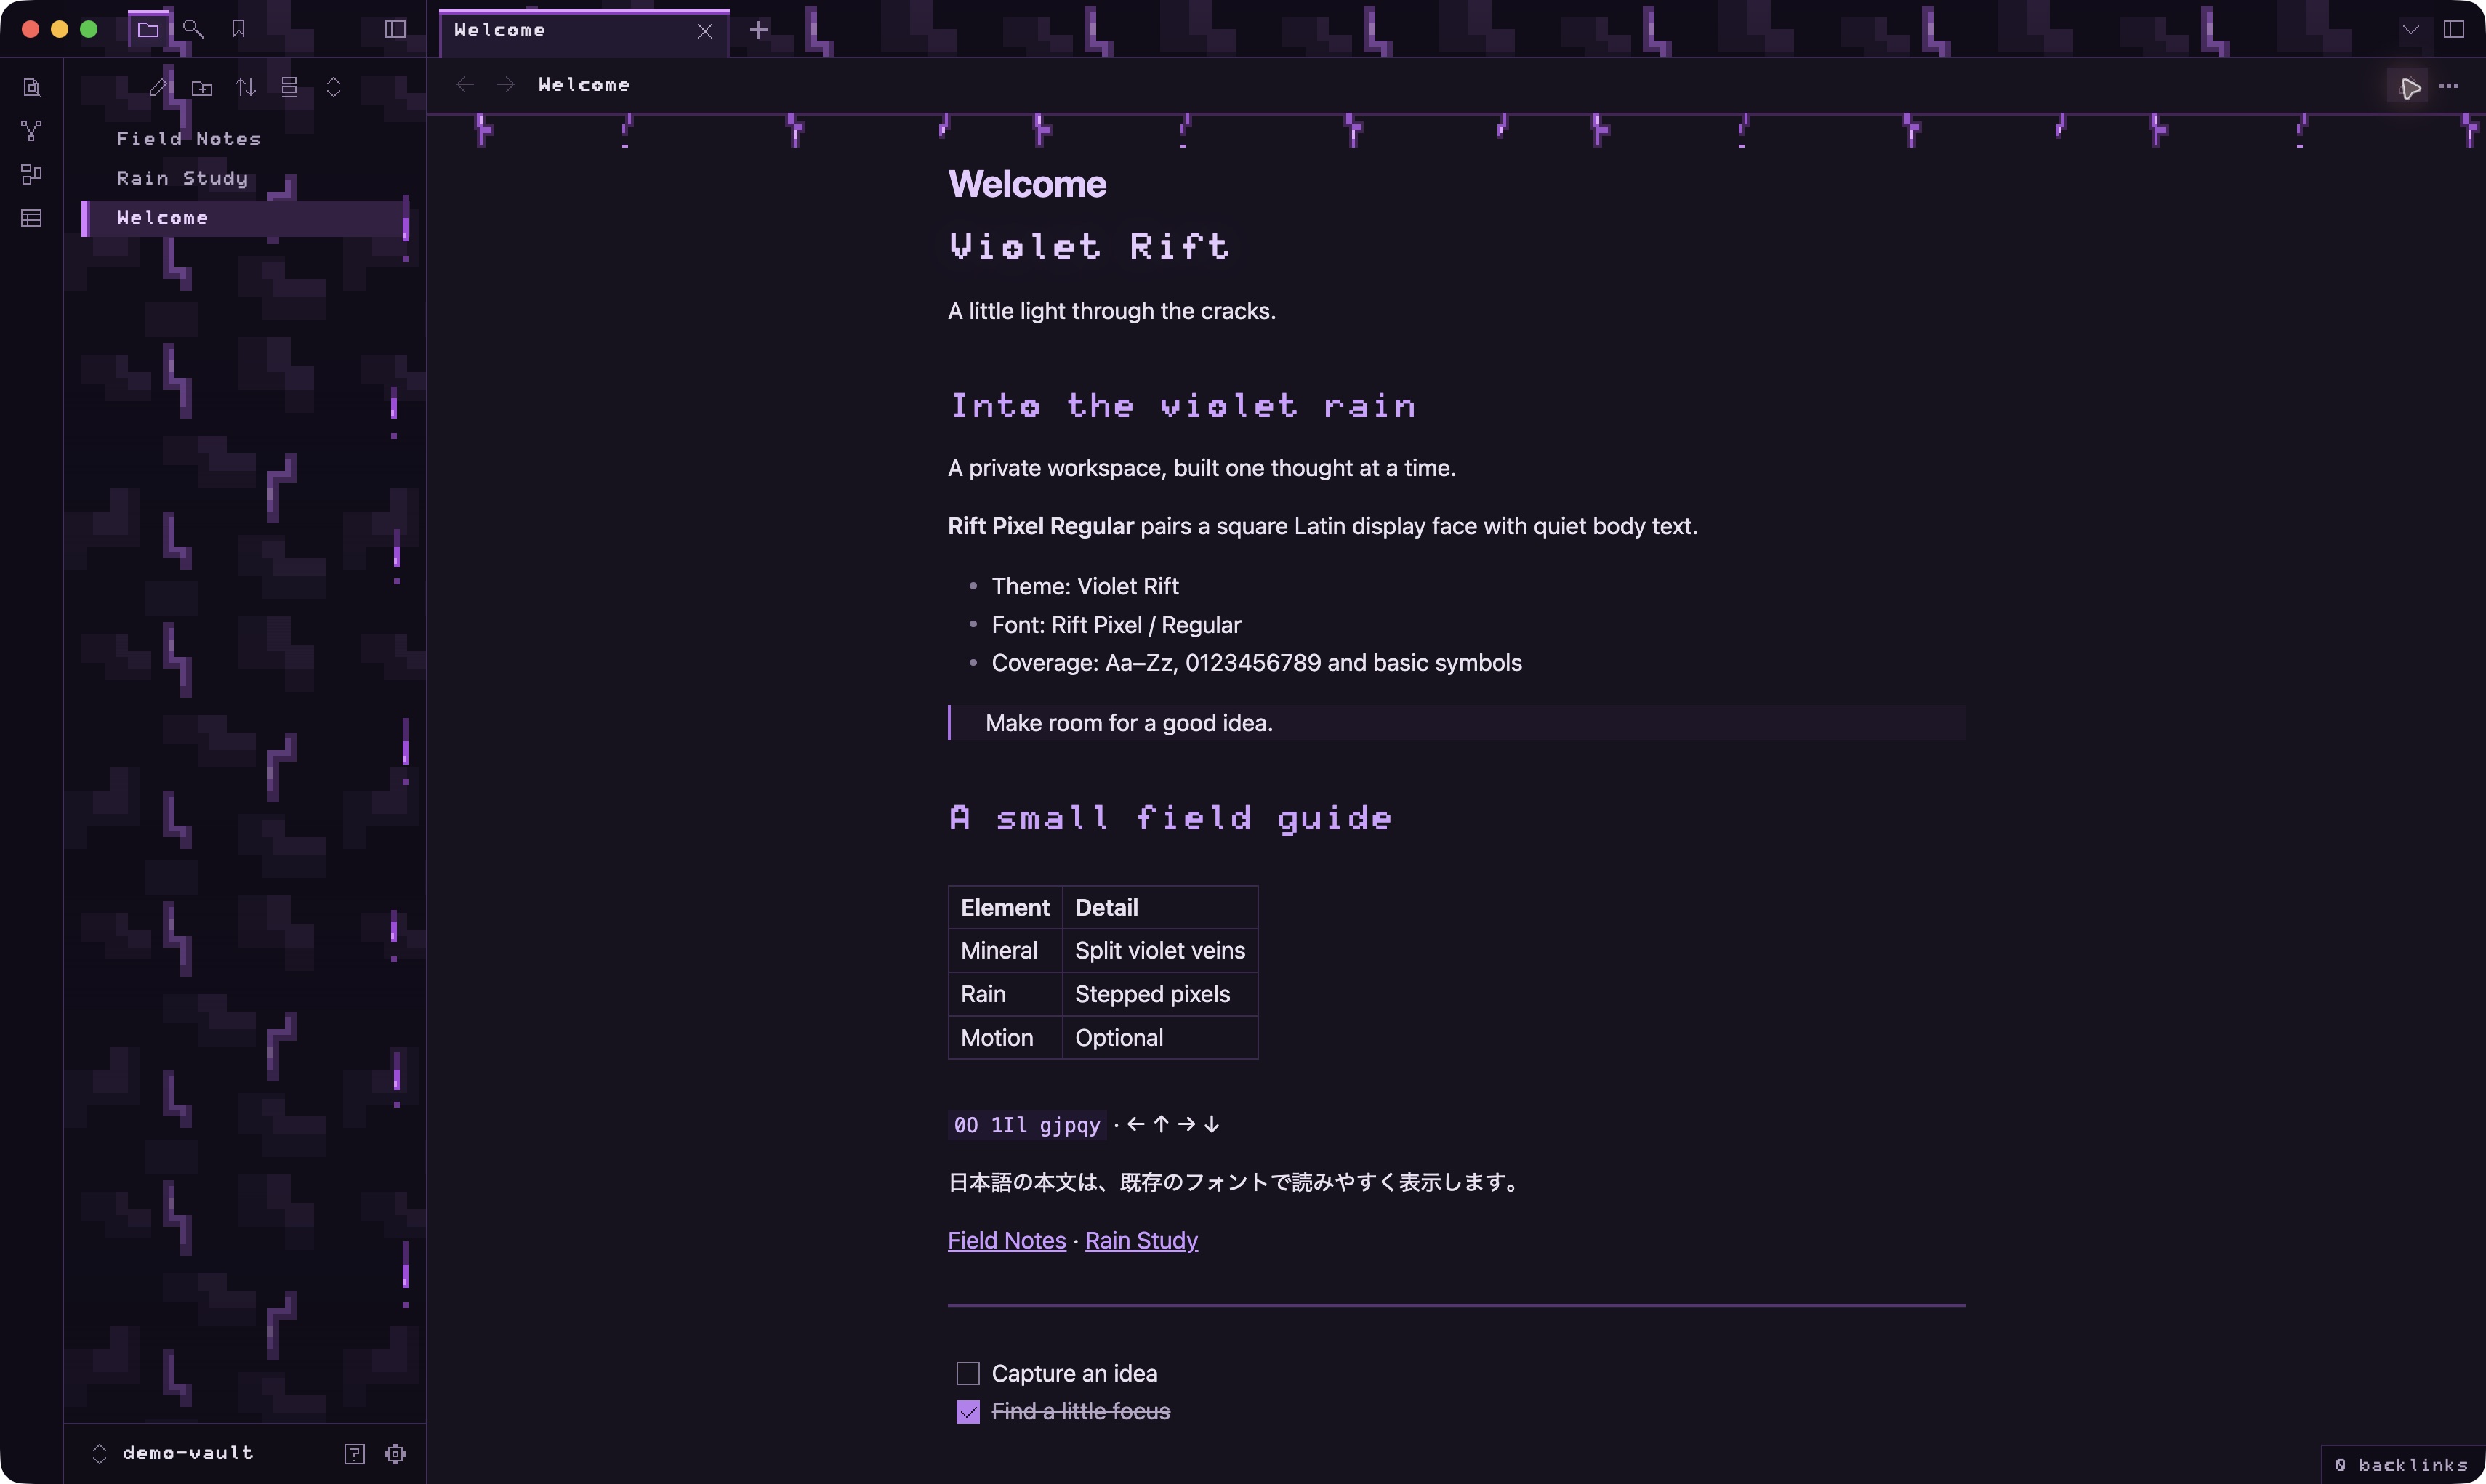 Welcome
Welcome
Field Notes
Rain Study
Welcome
Welcome
Violet Rift
A little light through the cracks.
Into the violet rain
A private workspace, built one thought at a time.
Rift Pixel Regular pairs a square Latin display face with quiet body text.
Theme: Violet Rift
Font: Rift Pixel / Regular
Coverage: Aa–Zz, 0123456789 and basic symbols
Make room for a good idea.
A small field guide
Element Detail
Mineral Split violet veins
Rain Stepped pixels
Motion Optional
0O 1Il gjpqy · ← ↑ → ↓
日本語の本文は、既存のフォントで読みやすく表示します。
Field Notes · Rain Study
Capture an idea
Find a little focus
demo-vault
0 backlinks